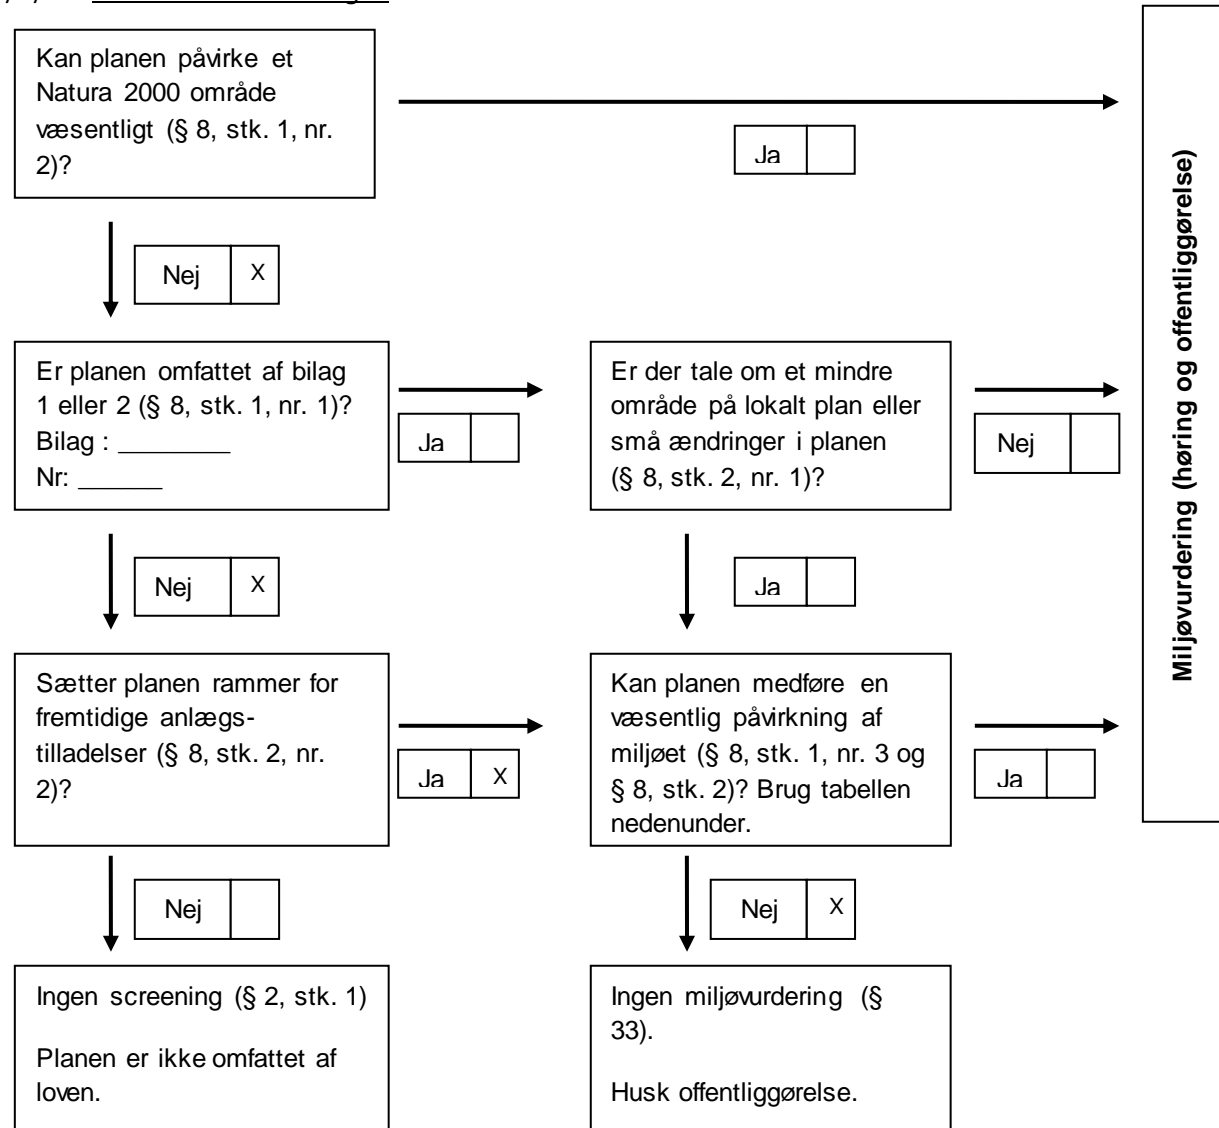 Kan planen påvirke et
Natura 2000 område
væsentligt (§ 8, stk. 1, nr.
2)?
Ja
Nej X
Er planen omfattet af bilag
1 eller 2 (§ 8, stk. 1, nr. 1)?
Bilag : ________
Nr: ______
Ja
Er der tale om et mindre
område på lokalt plan eller
små ændringer i planen
(§ 8, stk. 2, nr. 1)?
Nej
Nej X
Ja
Sætter planen rammer for
fremtidige anlægs-
tilladelser (§ 8, stk. 2, nr.
2)?
Ja X
Kan planen medføre en
væsentlig påvirkning af
miljøet (§ 8, stk. 1, nr. 3 og
§ 8, stk. 2)? Brug tabellen
nedenunder.
Ja
Nej
Nej X
Ingen screening (§ 2, stk. 1)
Planen er ikke omfattet af
loven.
Ingen miljøvurdering (§
33).
Husk offentliggørelse.
Miljøvurdering (høring og offentliggørelse)